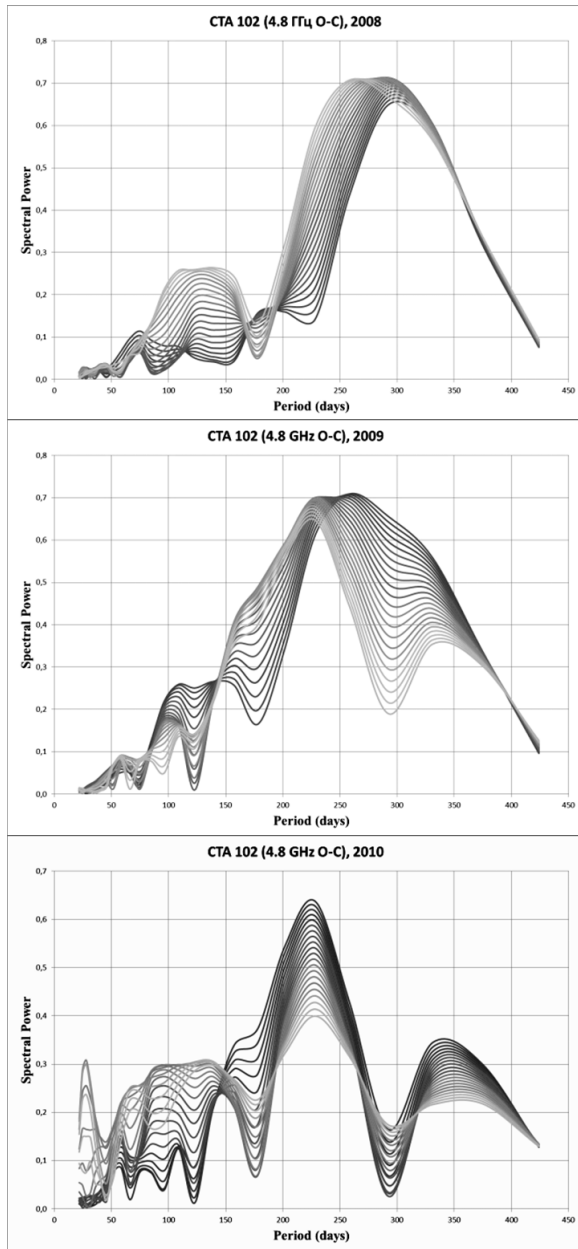 CTA 102 (4.8 ГГц O-C), 2008
0,8
0,7
0,6
0,5
0,4
0,3
0,2
0,1
0,0
Spectral Power
0 50 100 150 200 250 300 350 400 450
Period (days)
CTA 102 (4.8 GHz O-C), 2009
0,8
0,7
0,6
0,5
0,4
0,3
0,2
0,1
0,0
Spectral Power
0 50 100 150 200 250 300 350 400 450
Period (days)
CTA 102 (4.8 GHz O-C), 2010
0,7
0,6
0,5
0,4
0,3
0,2
0,1
0,0
Spectral Power
0 50 100 150 200 250 300 350 400 450
Period (days)